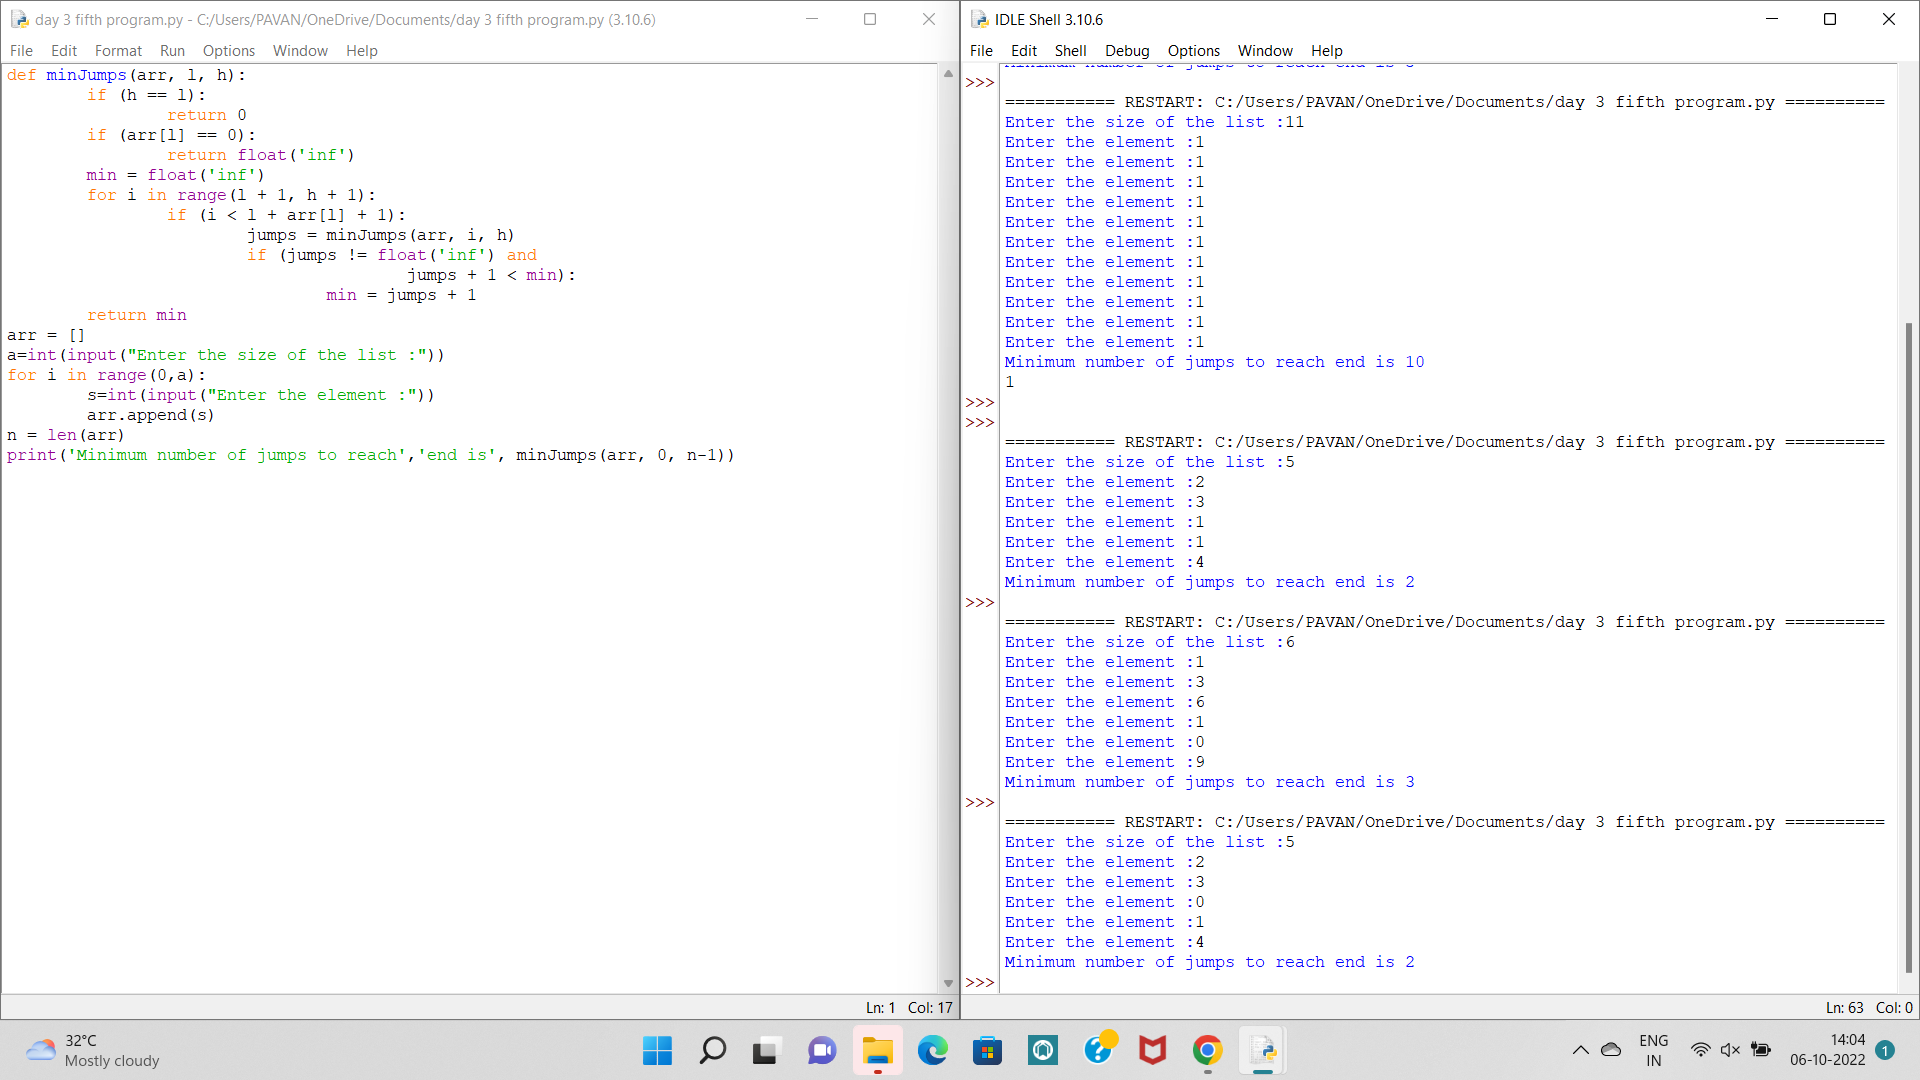 day 3 fifth program.py - C:/Users/PAVAN/OneDrive/Documents/day 3 fifth program.py (3.10.6)
File Edit Format Run Options Window Help
def minJumps(arr, l, h):
        if (h == l):
                return 0
        if (arr[l] == 0):
                return float('inf')
        min = float('inf')
        for i in range(l + 1, h + 1):
                if (i < l + arr[l] + 1):
                        jumps = minJumps(arr, i, h)
                        if (jumps != float('inf') and
                                        jumps + 1 < min):
                                min = jumps + 1
        return min
arr = []
a=int(input("Enter the size of the list :"))
for i in range(0,a):
        s=int(input("Enter the element :"))
        arr.append(s)
n = len(arr)
print('Minimum number of jumps to reach','end is', minJumps(arr, 0, n-1))
Ln: 1 Col: 17
IDLE Shell 3.10.6
File Edit Shell Debug Options Window Help
Minimum number of jumps to reach end is
>>>
=========== RESTART: C:/Users/PAVAN/OneDrive/Documents/day 3 fifth program.py ==========
Enter the size of the list :11
Enter the element :1
Enter the element :1
Enter the element :1
Enter the element :1
Enter the element :1
Enter the element :1
Enter the element :1
Enter the element :1
Enter the element :1
Enter the element :1
Enter the element :1
Minimum number of jumps to reach end is 10
1
>>>
>>>
=========== RESTART: C:/Users/PAVAN/OneDrive/Documents/day 3 fifth program.py ==========
Enter the size of the list :5
Enter the element :2
Enter the element :3
Enter the element :1
Enter the element :1
Enter the element :4
Minimum number of jumps to reach end is 2
>>>
=========== RESTART: C:/Users/PAVAN/OneDrive/Documents/day 3 fifth program.py ==========
Enter the size of the list :6
Enter the element :1
Enter the element :3
Enter the element :6
Enter the element :1
Enter the element :0
Enter the element :9
Minimum number of jumps to reach end is 3
>>>
=========== RESTART: C:/Users/PAVAN/OneDrive/Documents/day 3 fifth program.py ==========
Enter the size of the list :5
Enter the element :2
Enter the element :3
Enter the element :0
Enter the element :1
Enter the element :4
Minimum number of jumps to reach end is 2
>>>
Ln: 63 Col: 0
32°C
Mostly cloudy
ENG
IN
14:04
06-10-2022
1